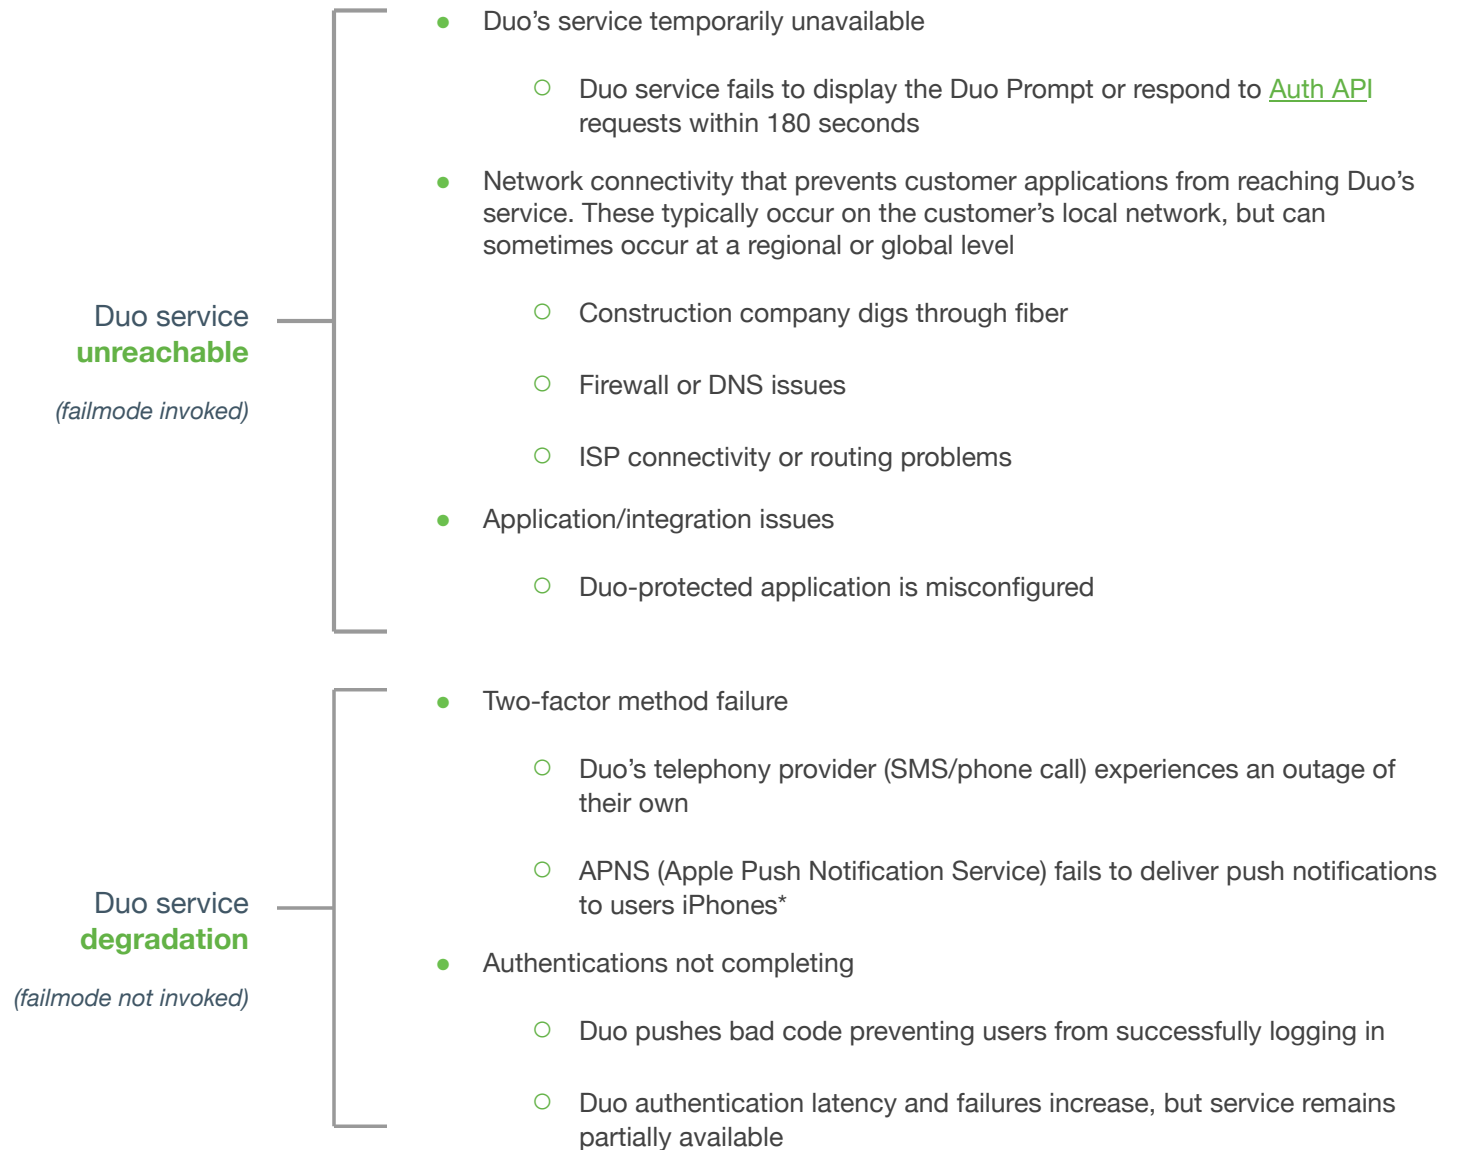 ● Duo’s service temporarily unavailable
○ Duo service fails to display the Duo Prompt or respond to Auth API
requests within 180 seconds
● Network connectivity that prevents customer applications from reaching Duo’s
service. These typically occur on the customer’s local network, but can
sometimes occur at a regional or global level
Duo service
unreachable
(failmode invoked)
○ Construction company digs through fiber
○ Firewall or DNS issues
○ ISP connectivity or routing problems
● Application/integration issues
○ Duo-protected application is misconfigured
● Two-factor method failure
○ Duo’s telephony provider (SMS/phone call) experiences an outage of
their own
○ APNS (Apple Push Notification Service) fails to deliver push notifications
to users iPhones*
Duo service
degradation
(failmode not invoked)
● Authentications not completing
○ Duo pushes bad code preventing users from successfully logging in
○ Duo authentication latency and failures increase, but service remains
partially available